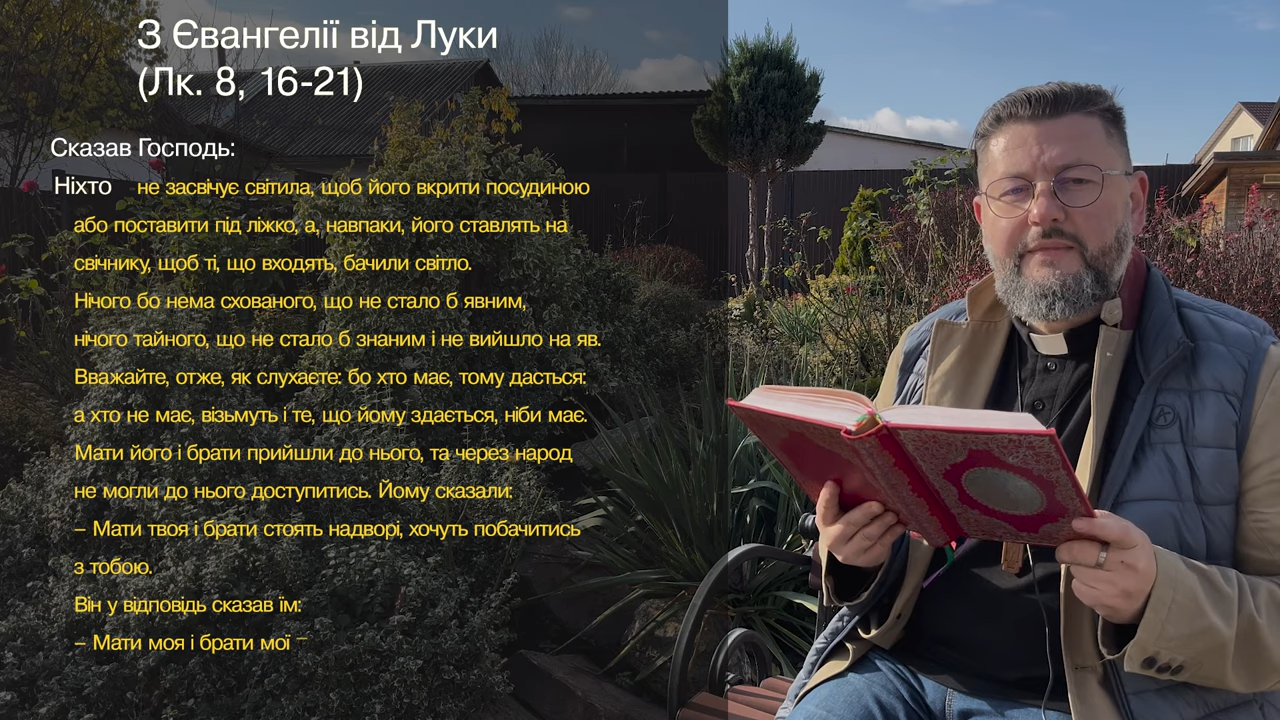 З Євангелії від Луки
(Лк. 8, 16-21)
Сказав Господь:
Ніхто не засвічує світила, щоб його вкрити посудиною
або поставити під ліжко, а, навпаки, його ставлять на
свічнику, щоб ті, що входять, бачили світло.
Нічого бо нема схованого, що не стало б явним,
нічого тайного, що не стало б знаним і не вийшло на яв.
Вважайте, отже, як слухаєте: бо хто має, тому дасться:
а хто не має, візьмуть і те, що йому здається, ніби має.
Мати його і брати прийшли до нього, та через народ
не могли до нього доступитись. Йому сказали:
– Мати твоя і брати стоять надворі, хочуть побачитись
з тобою.
Він у відповідь сказав їм:
– Мати моя і брати мої –